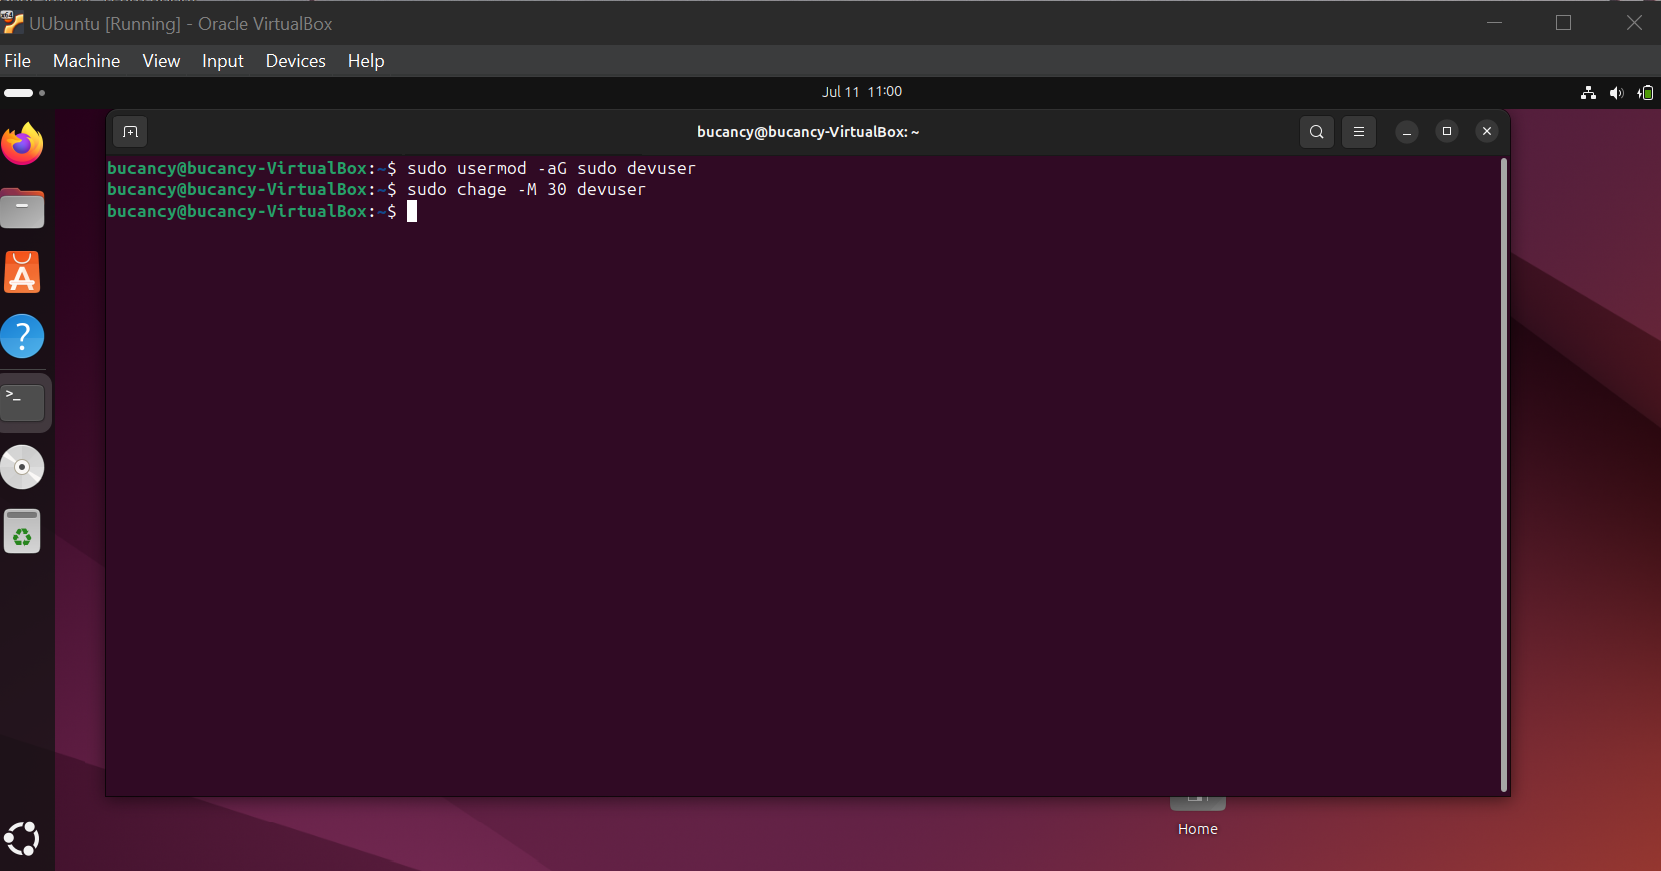 UUbuntu [Running] - Oracle VirtualBox
File Machine View Input Devices Help
Jul 11 11:00
bucancy@bucancy-VirtualBox: ~
bucancy@bucancy-VirtualBox:~$ sudo usermod -aG sudo devuser
bucancy@bucancy-VirtualBox:~$ sudo chage -M 30 devuser
bucancy@bucancy-VirtualBox:~$
Home